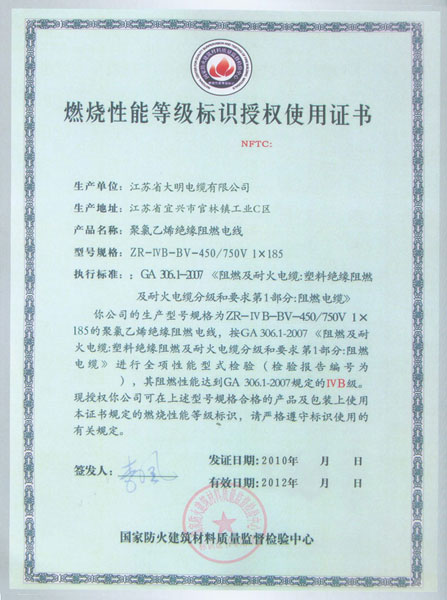 燃烧性能等级标识授权使用证书
NFTC:
生产单位: 江苏省大明电缆有限公司
生产地址: 江苏省宜兴市官林镇工业C区
产品名称: 聚氯乙烯绝缘阻燃电线
型号规格: ZR-IVB-BV-450/750V 1×185
执行标准: ; GA 306.1-2007 《阻燃及耐火电缆:塑料绝缘阻燃
及耐火电缆分级和要求第1部分:阻燃电缆》
你公司的生产型号规格为ZR-IVB-BV-450/750V 1×
185的聚氯乙烯绝缘阻燃电线，按GA 306.1-2007 《阻燃及耐
火电缆:塑料绝缘阻燃及耐火电缆分级和要求第1部分:阻燃
电缆》进行全项性能型式检验（检验报告编号为
），其阻燃性能达到GA 306.1-2007规定的IVB级。
现授权你公司可在上述型号规格合格的产品及包装上使用
本证书规定的燃烧性能等级标识，请严格遵守标识使用的
有关规定。
发证日期: 2010年 月 日
签发人:
有效日期: 2012年 月 日
国家防火建筑材料质量监督检验中心